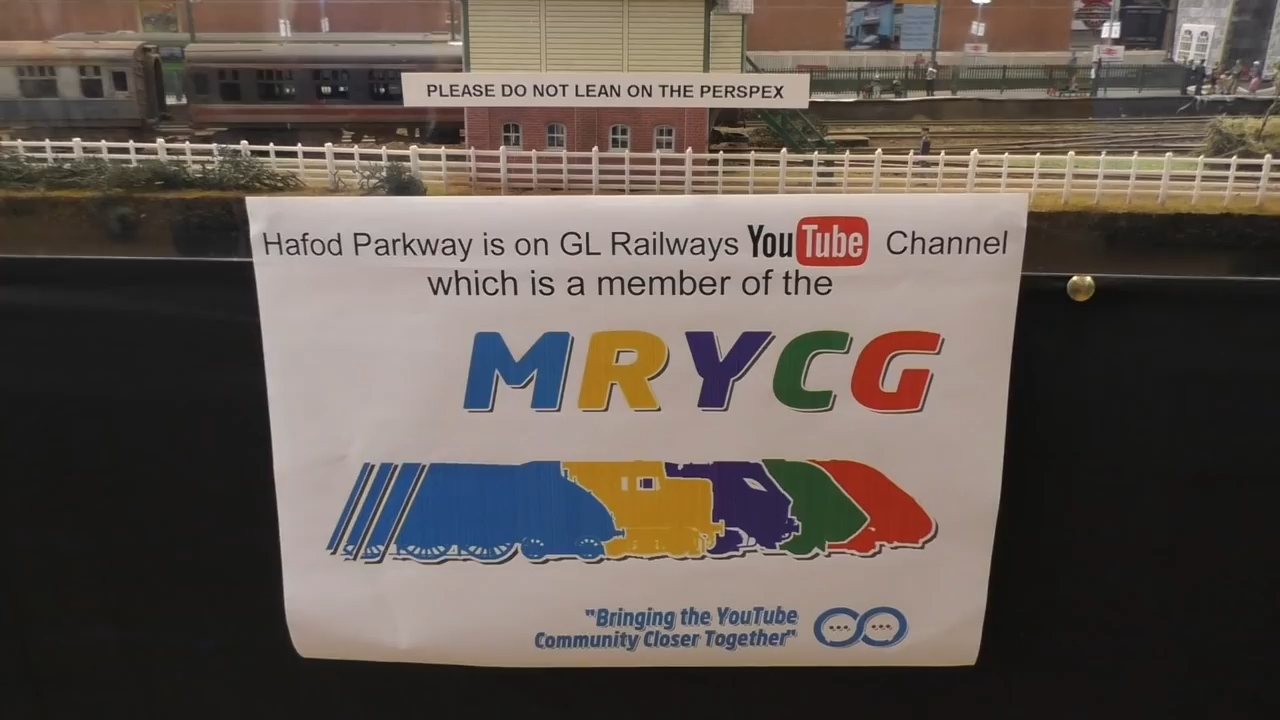 PLEASE DO NOT LEAN ON THE PERSPEX
Hafod Parkway is on GL Railways YouTube Channel
which is a member of the
MRYCG
"Bringing the YouTube
Community Closer Together"